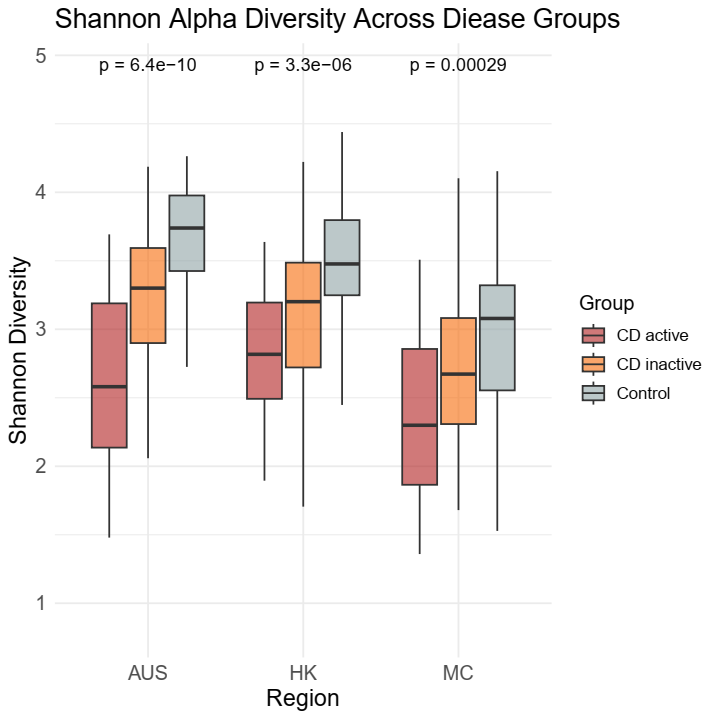 Shannon Alpha Diversity Across Diease Groups
p = 6.4e−10 p = 3.3e−06 p = 0.00029
5
4
3
2
1
Shannon Diversity
AUS HK MC
Region
Group
CD active
CD inactive
Control